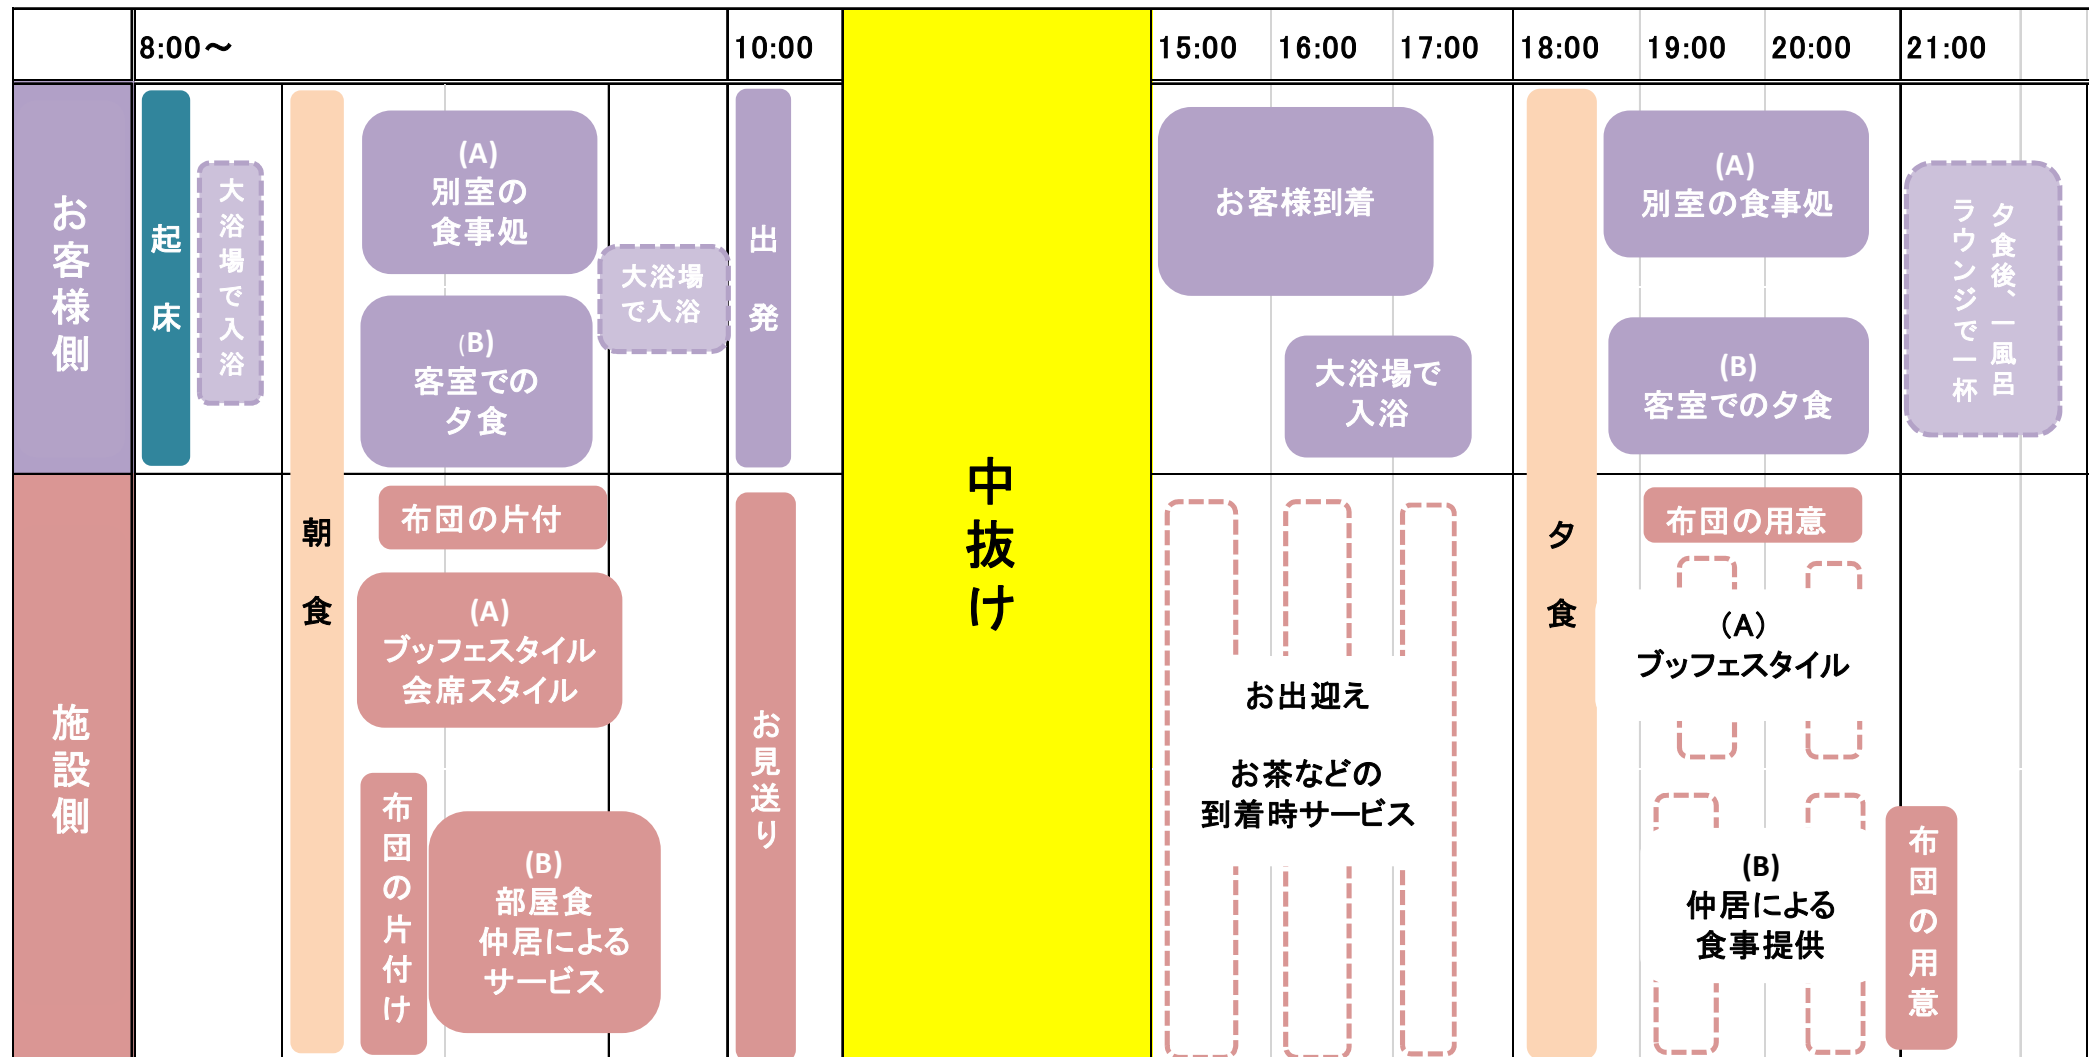 8:00～
10:00
15:00
16:00
17:00
18:00
19:00
20:00
21:00
お客様側
起床
大浴場で入浴
(A)
別室の
食事処
(B)
客室での
夕食
大浴場
で入浴
出発
中抜け
お客様到着
大浴場で
入浴
(A)
別室の食事処
(B)
客室での夕食
夕食後、一風呂
ラウンジで一杯
施設側
朝食
布団の片付
(A)
ブッフェスタイル
会席スタイル
布団の片付け
(B)
部屋食
仲居による
サービス
お見送り
お出迎え
お茶などの
到着時サービス
夕食
布団の用意
(A)
ブッフェスタイル
(B)
仲居による
食事提供
布団の用意